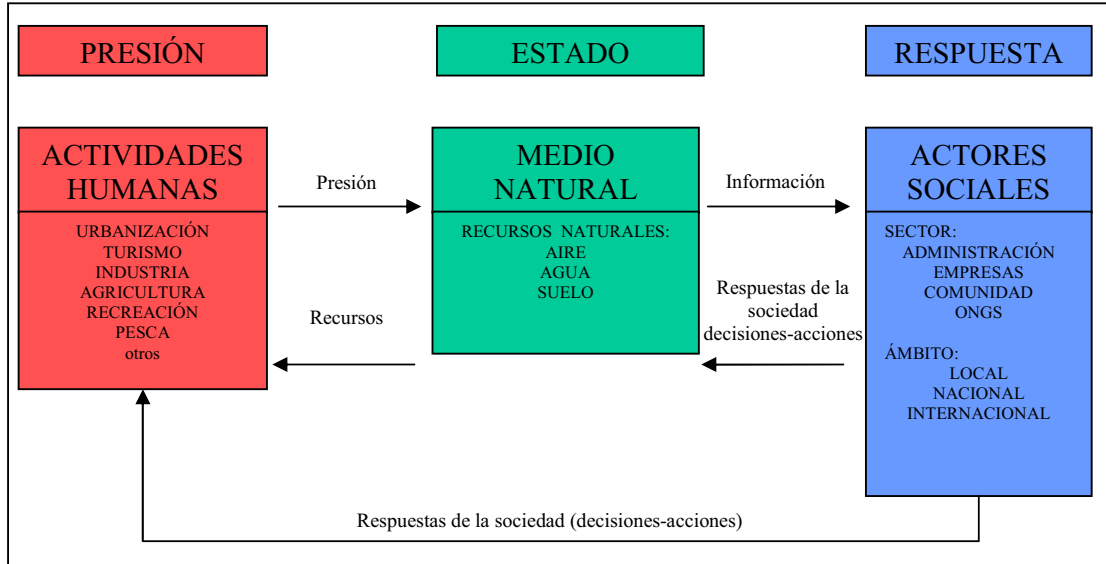 PRESIÓN
ESTADO
RESPUESTA
ACTIVIDADES
HUMANAS
URBANIZACIÓN
TURISMO
INDUSTRIA
AGRICULTURA
RECREACIÓN
PESCA
otros
Presión
Recursos
MEDIO
NATURAL
RECURSOS NATURALES:
AIRE
AGUA
SUELO
Información
Respuestas de la
sociedad
decisiones-acciones
ACTORES
SOCIALES
SECTOR:
ADMINISTRACIÓN
EMPRESAS
COMUNIDAD
ONGS
ÁMBITO:
LOCAL
NACIONAL
INTERNACIONAL
Respuestas de la sociedad (decisiones-acciones)